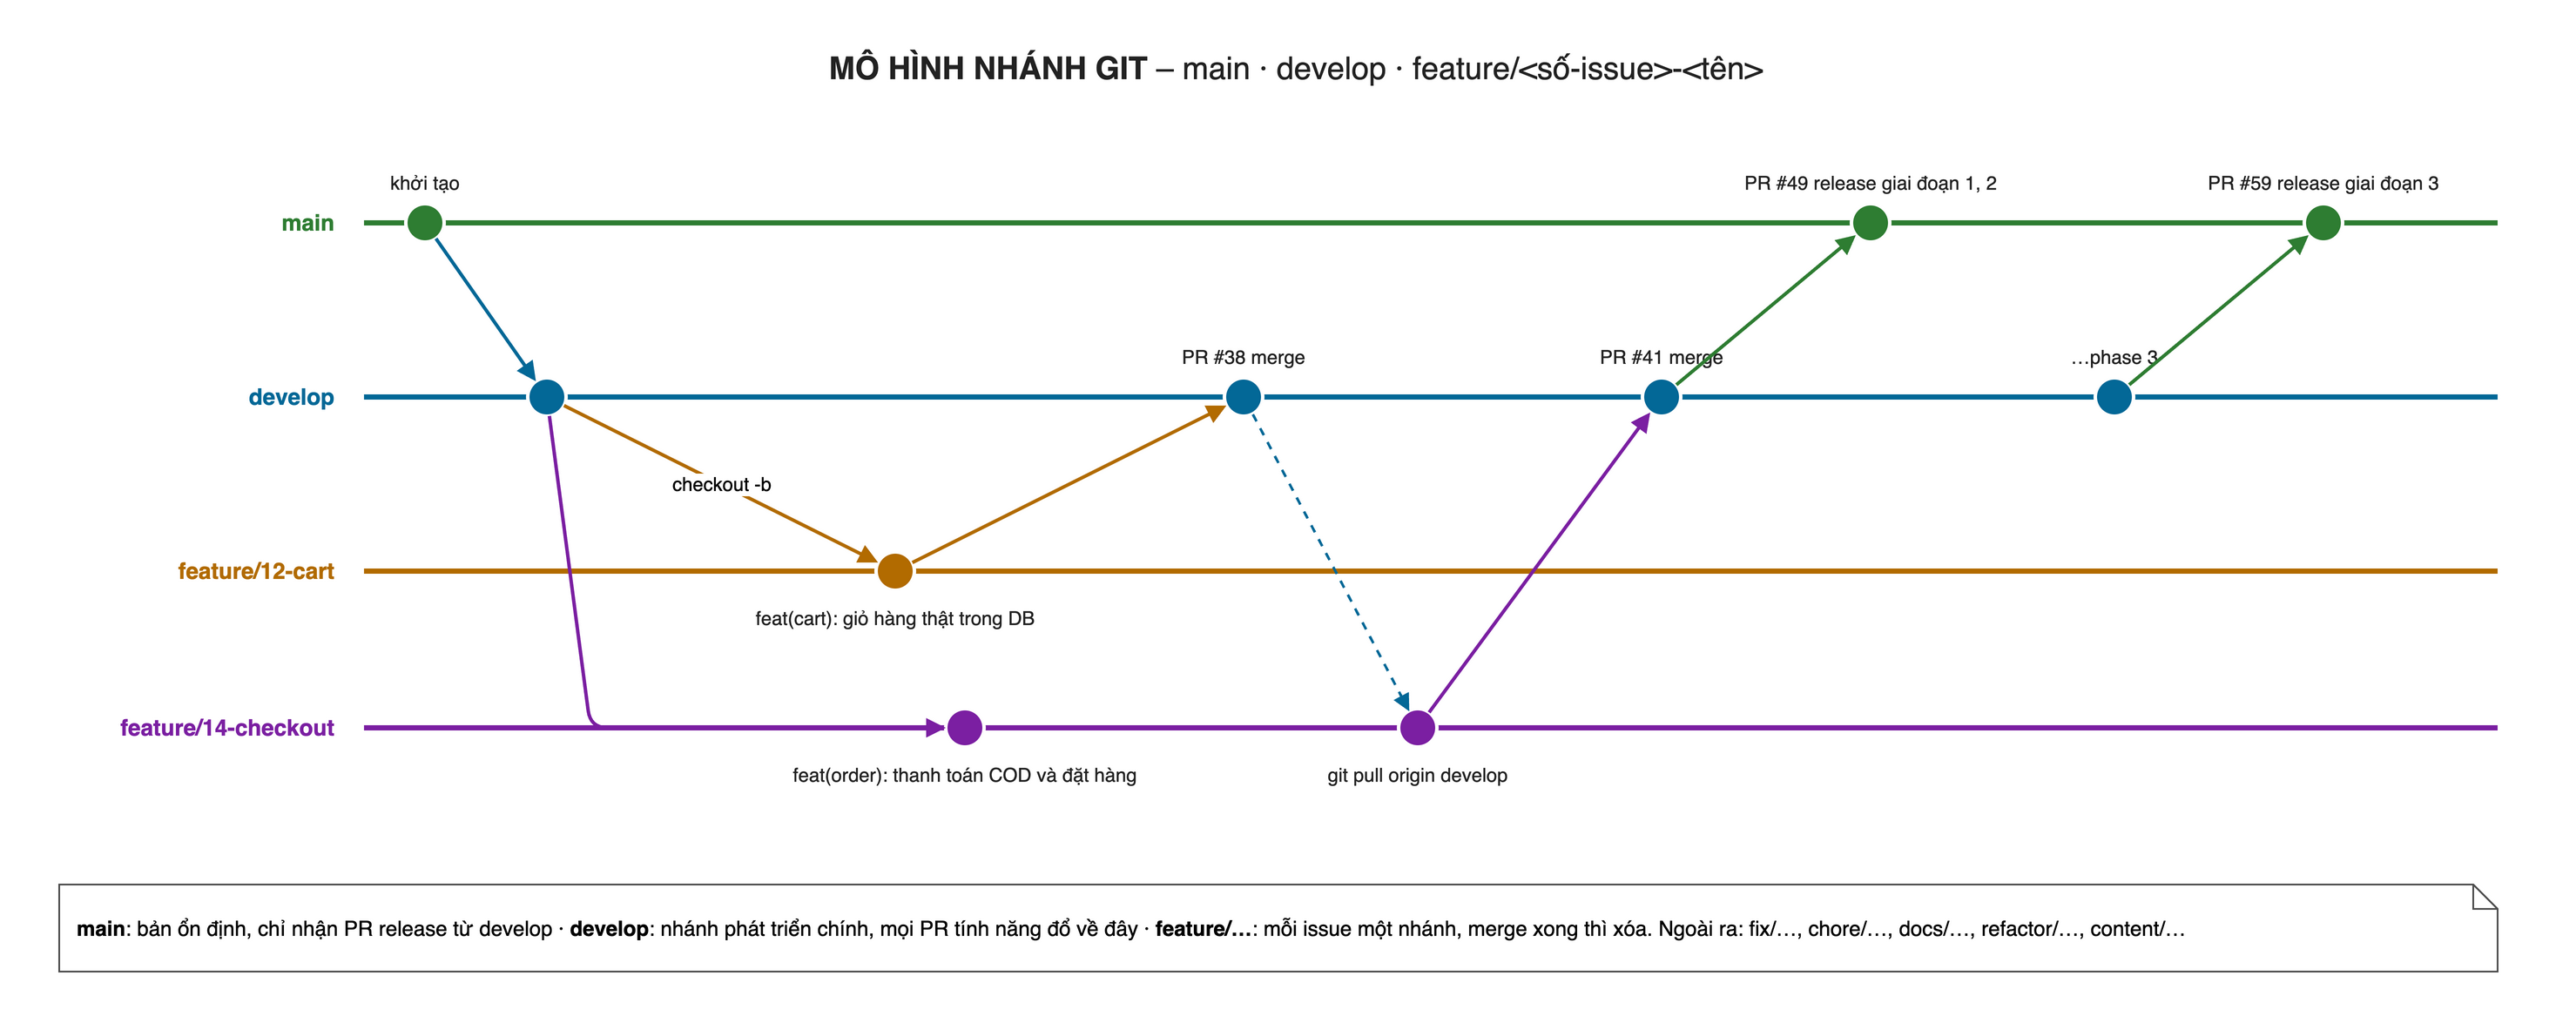 MÔ HÌNH NHÁNH GIT – main · develop · feature/<số-issue>-<tên>
khởi tạo
PR #49 release giai đoạn 1, 2
PR #59 release giai đoạn 3
main
PR #38 merge
PR #41 merge
…phase 3
develop
checkout -b
feature/12-cart
feat(cart): giỏ hàng thật trong DB
feature/14-checkout
feat(order): thanh toán COD và đặt hàng
git pull origin develop
main: bản ổn định, chỉ nhận PR release từ develop · develop: nhánh phát triển chính, mọi PR tính năng đổ về đây · feature/…: mỗi issue một nhánh, merge xong thì xóa. Ngoài ra: fix/…, chore/…, docs/…, refactor/…, content/…